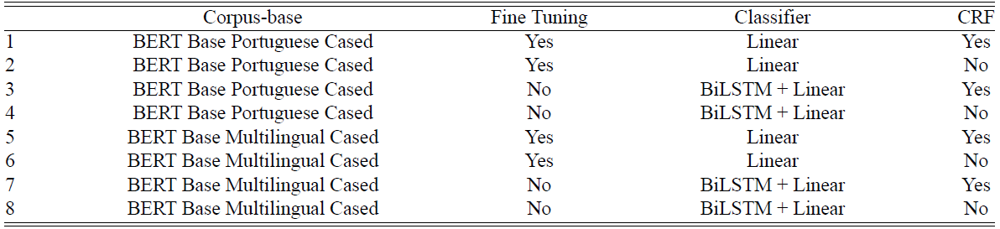 Corpus-base Fine Tuning Classifier CRF
1 BERT Base Portuguese Cased Yes Linear Yes
2 BERT Base Portuguese Cased Yes Linear No
3 BERT Base Portuguese Cased No BiLSTM + Linear Yes
4 BERT Base Portuguese Cased No BiLSTM + Linear No
5 BERT Base Multilingual Cased Yes Linear Yes
6 BERT Base Multilingual Cased Yes Linear No
7 BERT Base Multilingual Cased No BiLSTM + Linear Yes
8 BERT Base Multilingual Cased No BiLSTM + Linear No